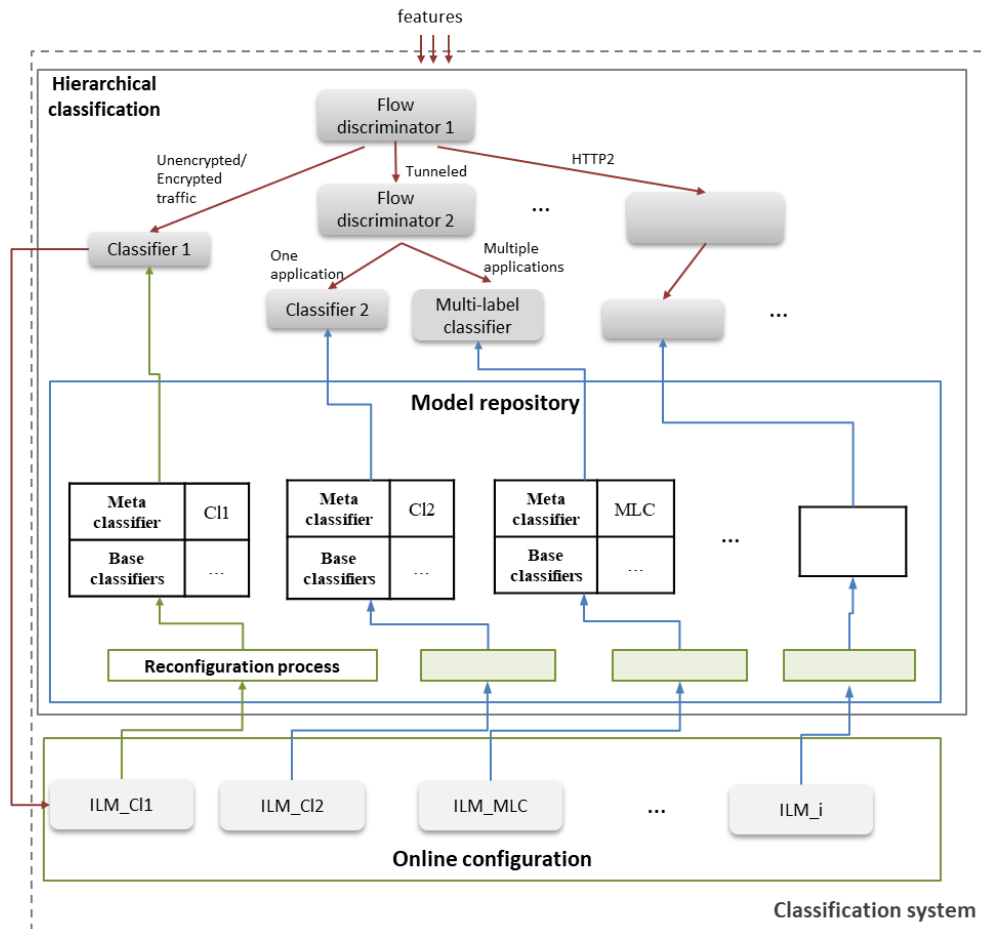 features
Hierarchical
classification
Flow
discriminator 1
Unencrypted/
Encrypted
traffic
Tunneled
HTTP2
Flow
discriminator 2
...
Classifier 1
One
application
Multiple
applications
Classifier 2
Multi-label
classifier
...
Model repository
Meta
classifier
Cl1
Base
classifiers
...
Meta
classifier
Cl2
Base
classifiers
...
Meta
classifier
MLC
Base
classifiers
...
...
Reconfiguration process
ILM_Cl1
ILM_Cl2
ILM_MLC
...
ILM_i
Online configuration
Classification system